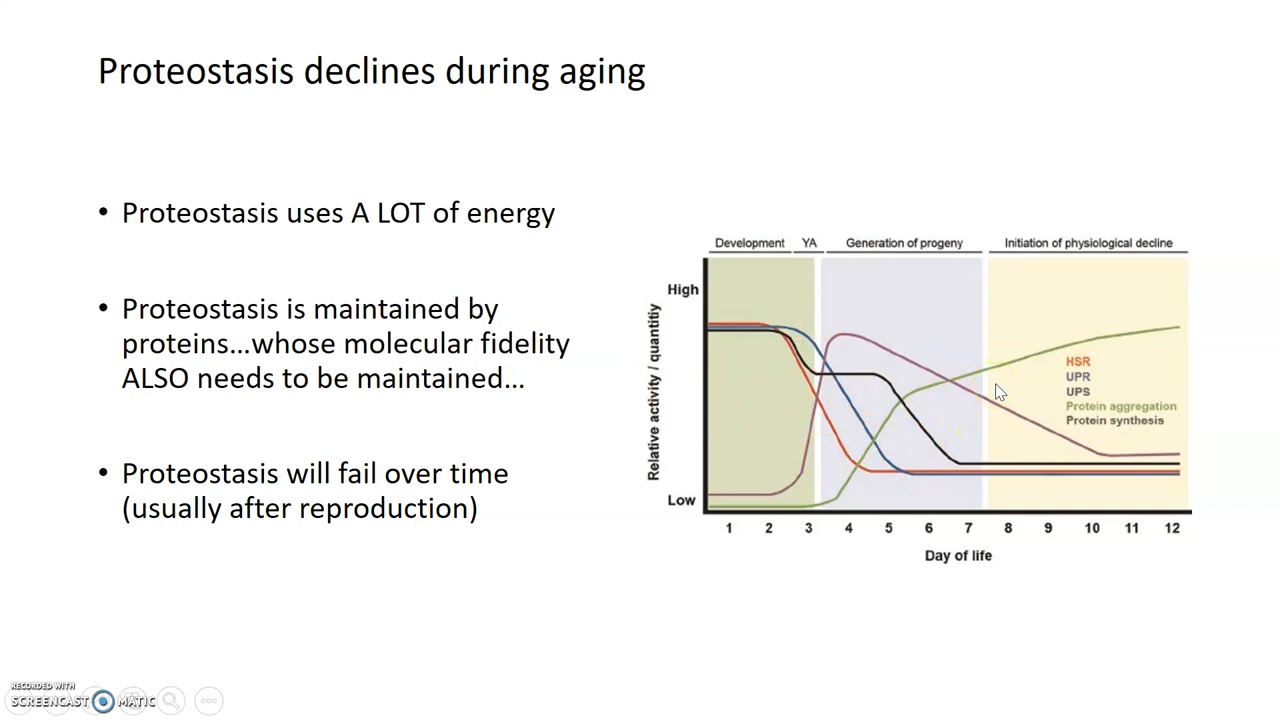 Proteostasis declines during aging
• Proteostasis uses A LOT of energy
• Proteostasis is maintained by
proteins...whose molecular fidelity
ALSO needs to be maintained...
• Proteostasis will fail over time
(usually after reproduction)
Development YA Generation of progeny Initiation of physiological decline
High
Low
Relative activity / quantitiy
HSR
UPR
UPS
Protein aggregation
Protein synthesis
1 2 3 4 5 6 7 8 9 10 11 12
Day of life
RECORDED WITH
SCREENCAST MATIC